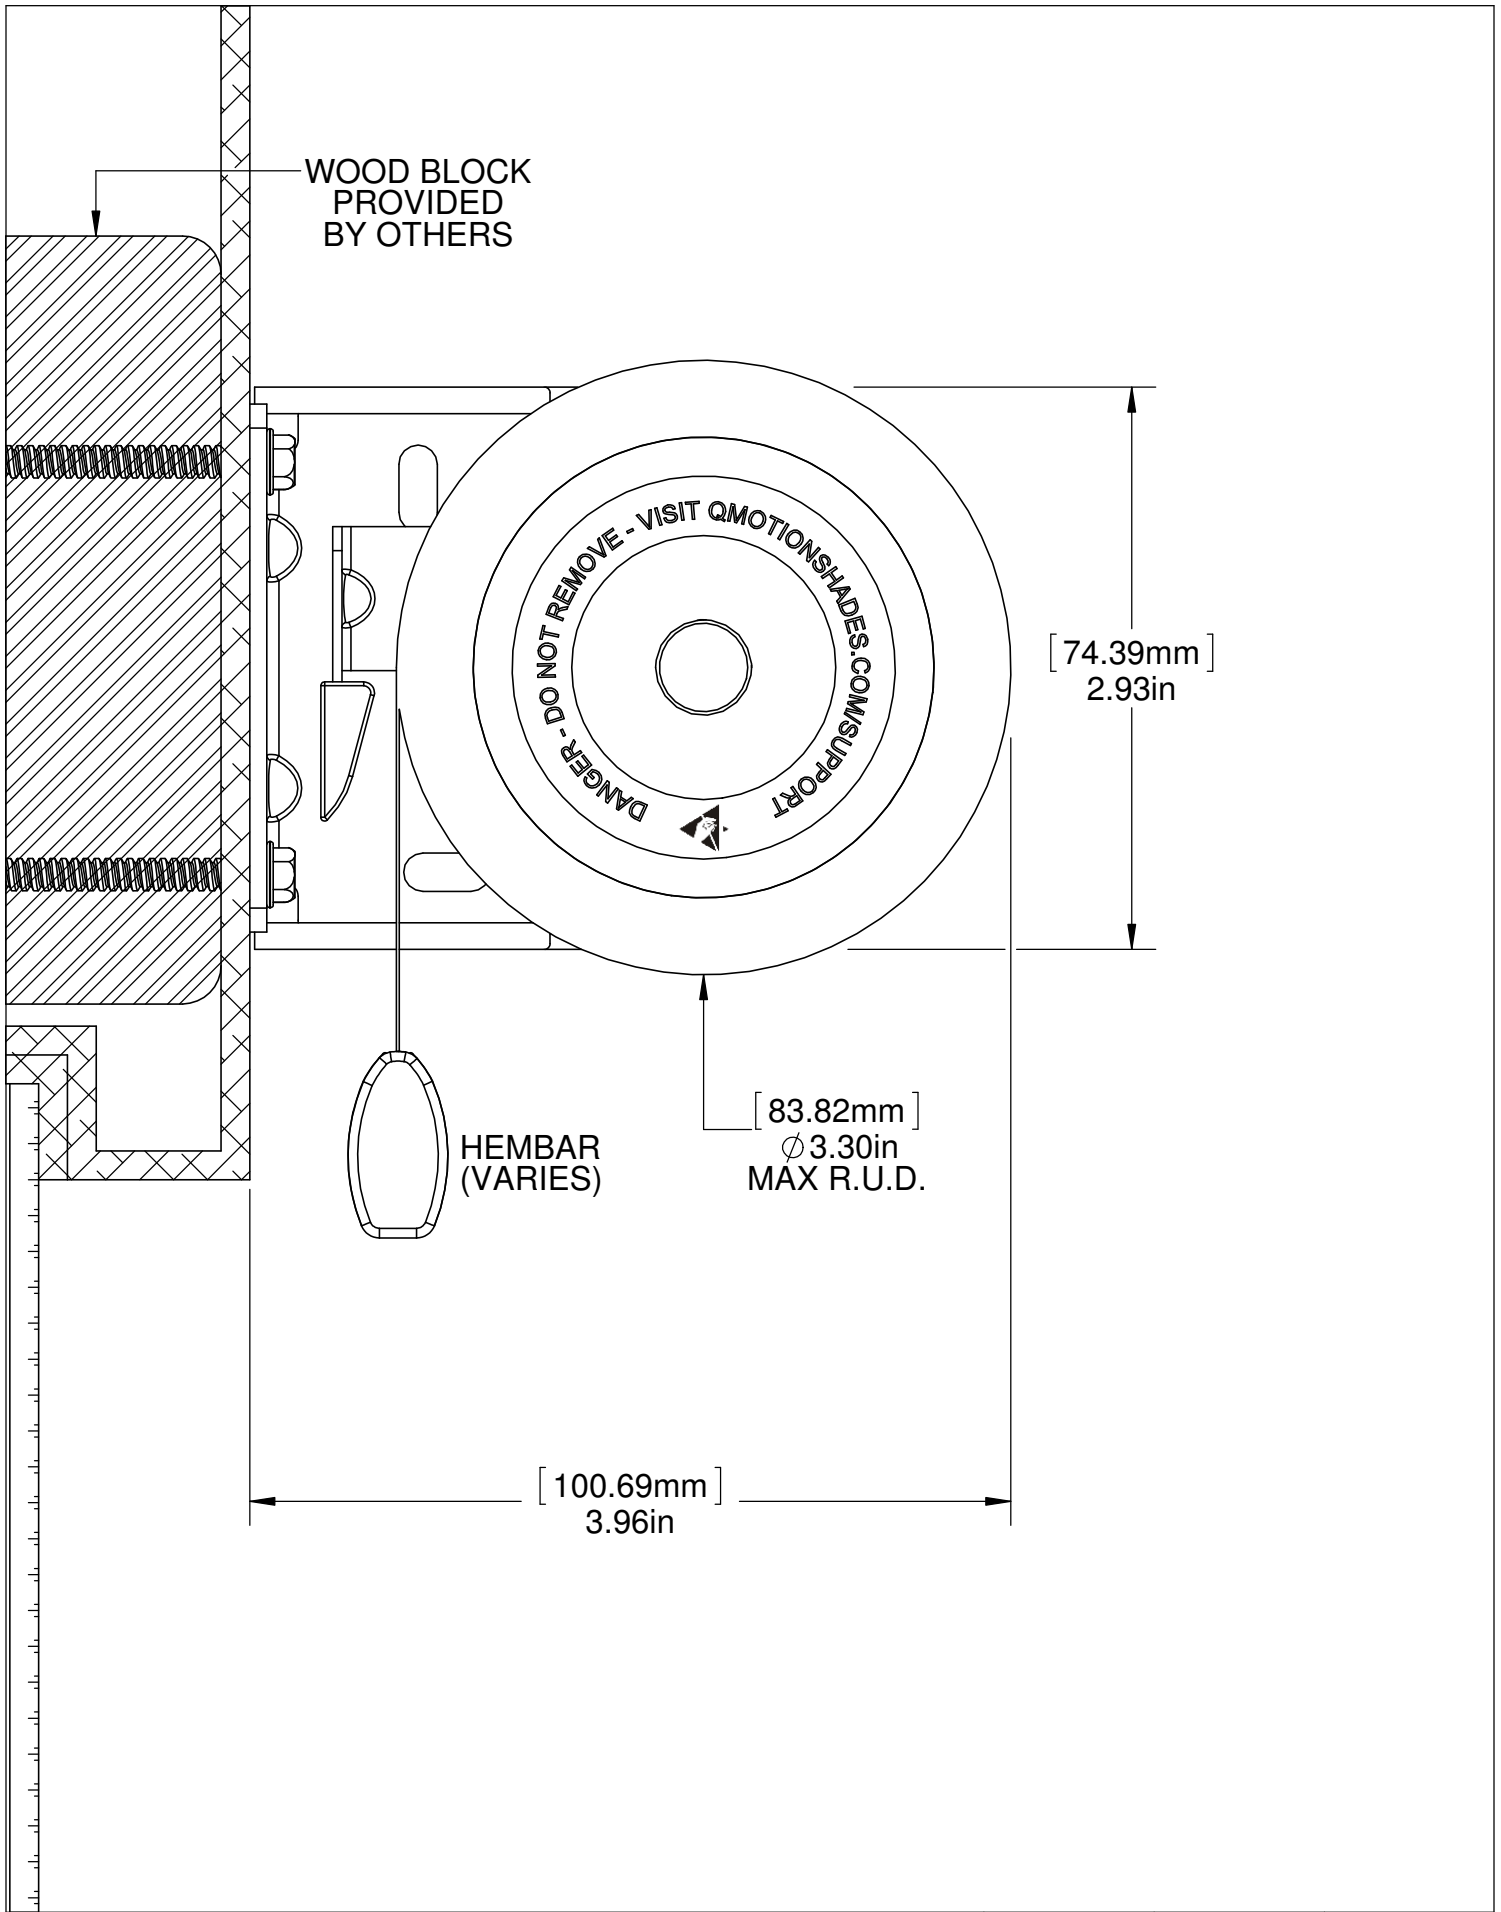 WOOD BLOCK
PROVIDED
BY OTHERS
DANGER - DO NOT REMOVE - VISIT QMOTIONSHADES.COM/SUPPORT
[74.39mm]
2.93in
[83.82mm]
∅3.30in
MAX R.U.D.
HEMBAR
(VARIES)
[100.69mm]
3.96in